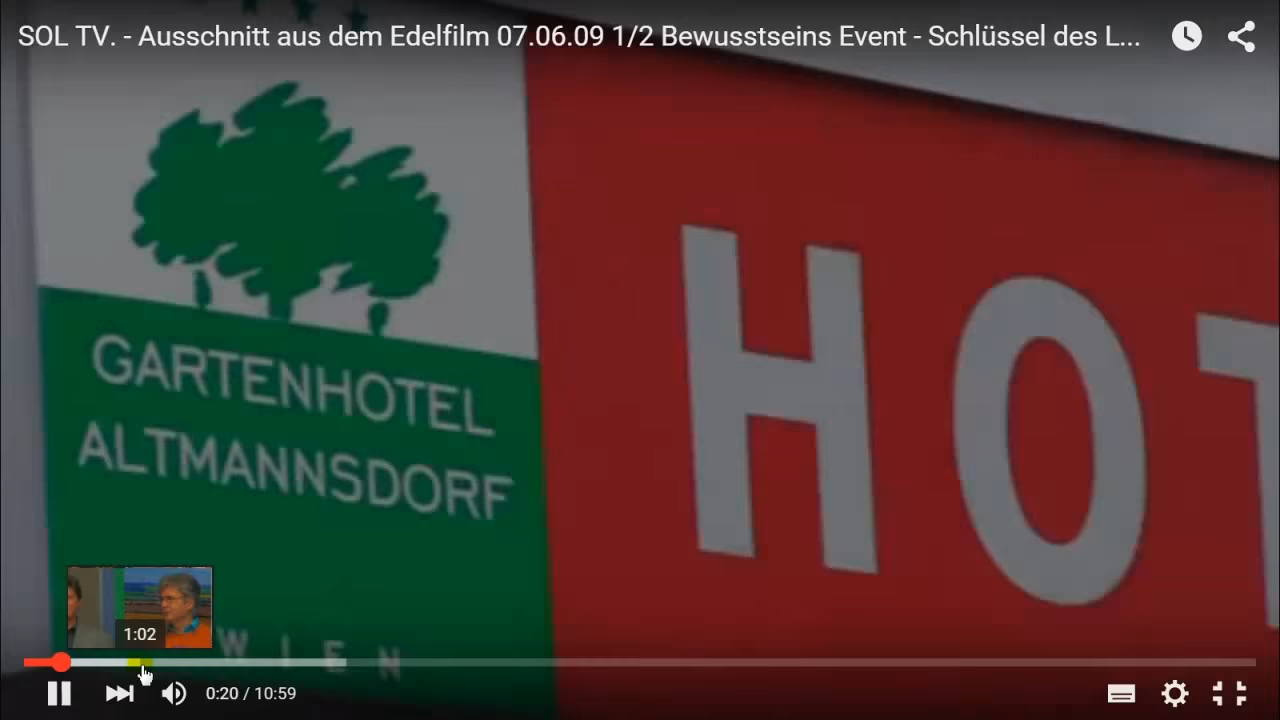 SOL TV. - Ausschnitt aus dem Edelfilm 07.06.09 1/2 Bewusstseins Event - Schlüssel des L...
GARTENHOTEL
ALTMANNSDORF
WIEN
HOT
1:02
0:20 / 10:59